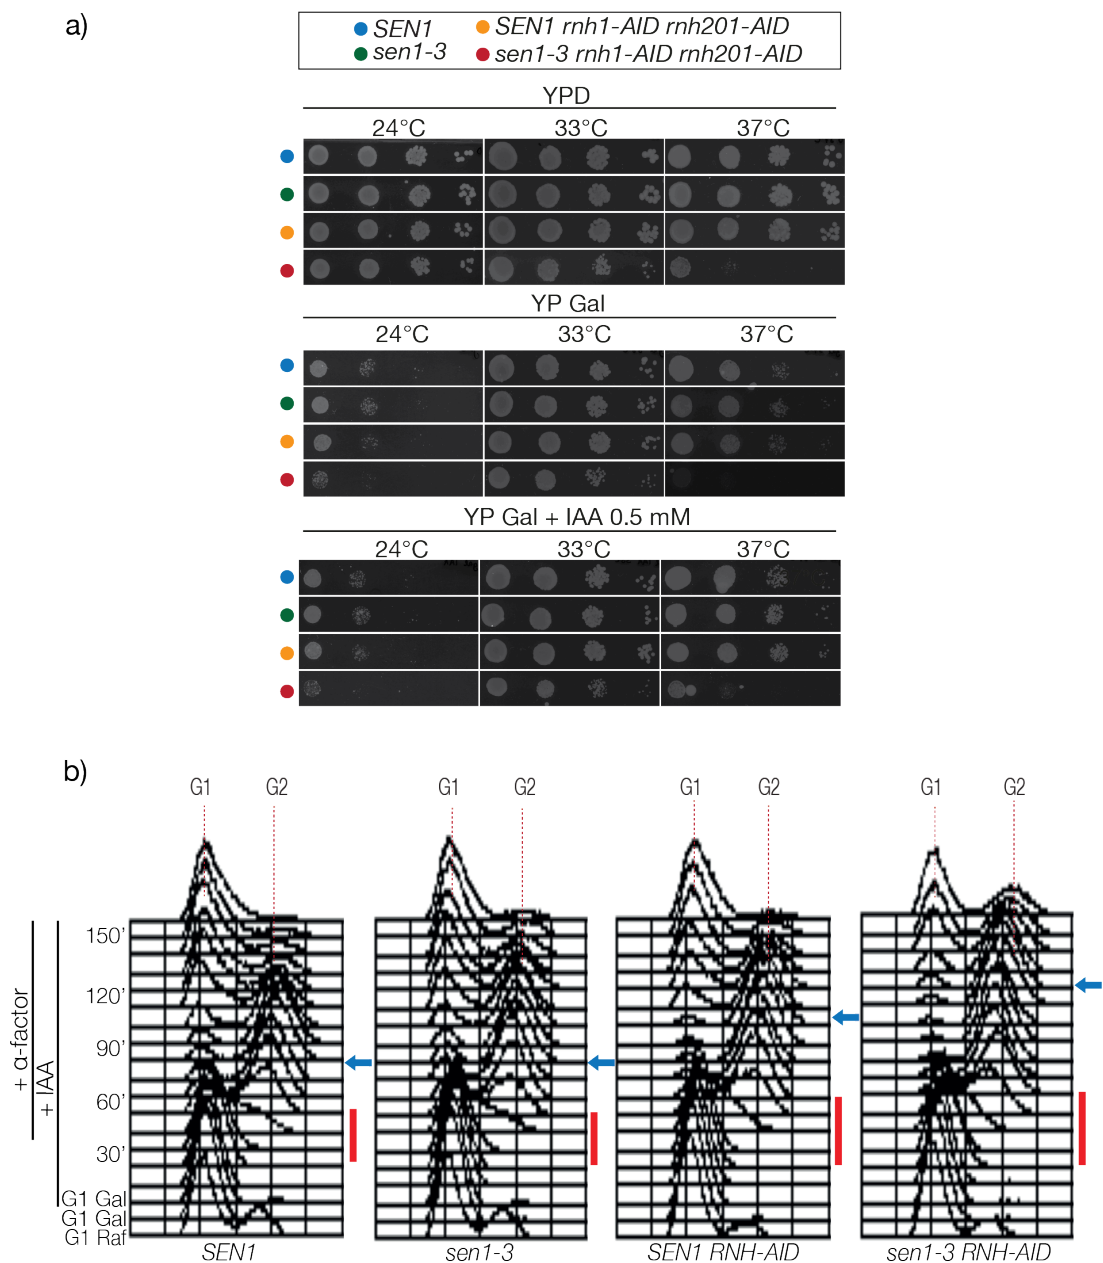 a)
SEN1
SEN1 rnh1-AID rnh201-AID
sen1-3
sen1-3 rnh1-AID rnh201-AID
YPD
24°C 33°C 37°C
YP Gal
24°C 33°C 37°C
YP Gal + IAA 0.5 mM
24°C 33°C 37°C
b)
G1 G2 G1 G2 G1 G2 G1 G2
+ α-factor
+ IAA
150’
120’
90’
60’
30’
G1 Gal
G1 Gal
G1 Raf
SEN1 sen1-3 SEN1 RNH-AID sen1-3 RNH-AID